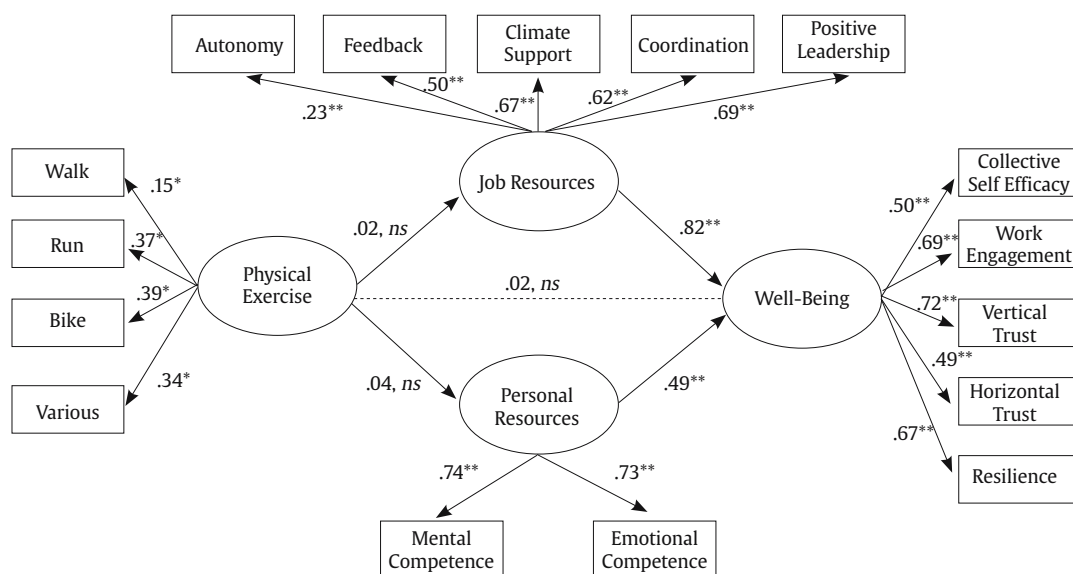 Autonomy
Feedback
Climate
Support
Coordination
Positive
Leadership
.23**
.50**
.67**
.62**
.69**
Walk
Run
Bike
Various
.15*
.37*
.39*
.34*
Physical
Exercise
.02, ns
Job Resources
.82**
.02, ns
Well-Being
.04, ns
Personal
Resources
.49**
.74**
.73**
Mental
Competence
Emotional
Competence
.50**
.69**
.72**
.49**
.67**
Collective
Self Efficacy
Work
Engagement
Vertical
Trust
Horizontal
Trust
Resilience